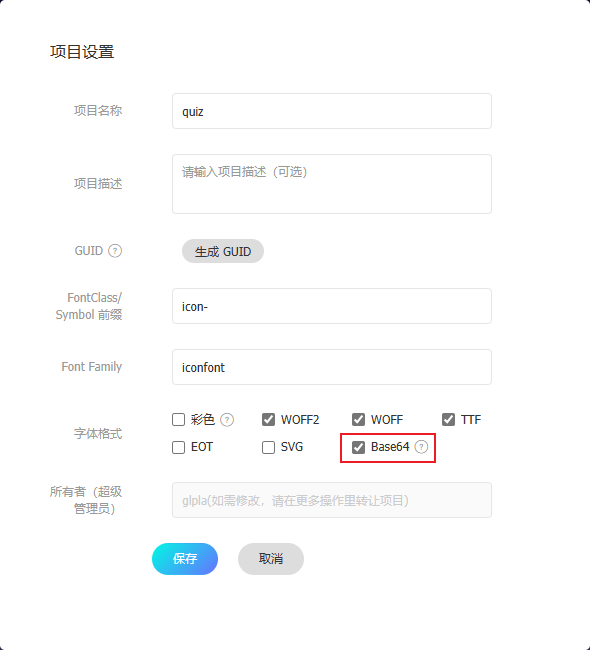 项目设置
项目名称
quiz
项目描述
请输入项目描述（可选）
GUID ?
生成 GUID
FontClass/
Symbol 前缀
icon-
Font Family
iconfont
字体格式
彩色 ? WOFF2 WOFF TTF
EOT SVG Base64 ?
所有者（超级
管理员）
glpla(如需修改，请在更多操作里转让项目)
保存 取消